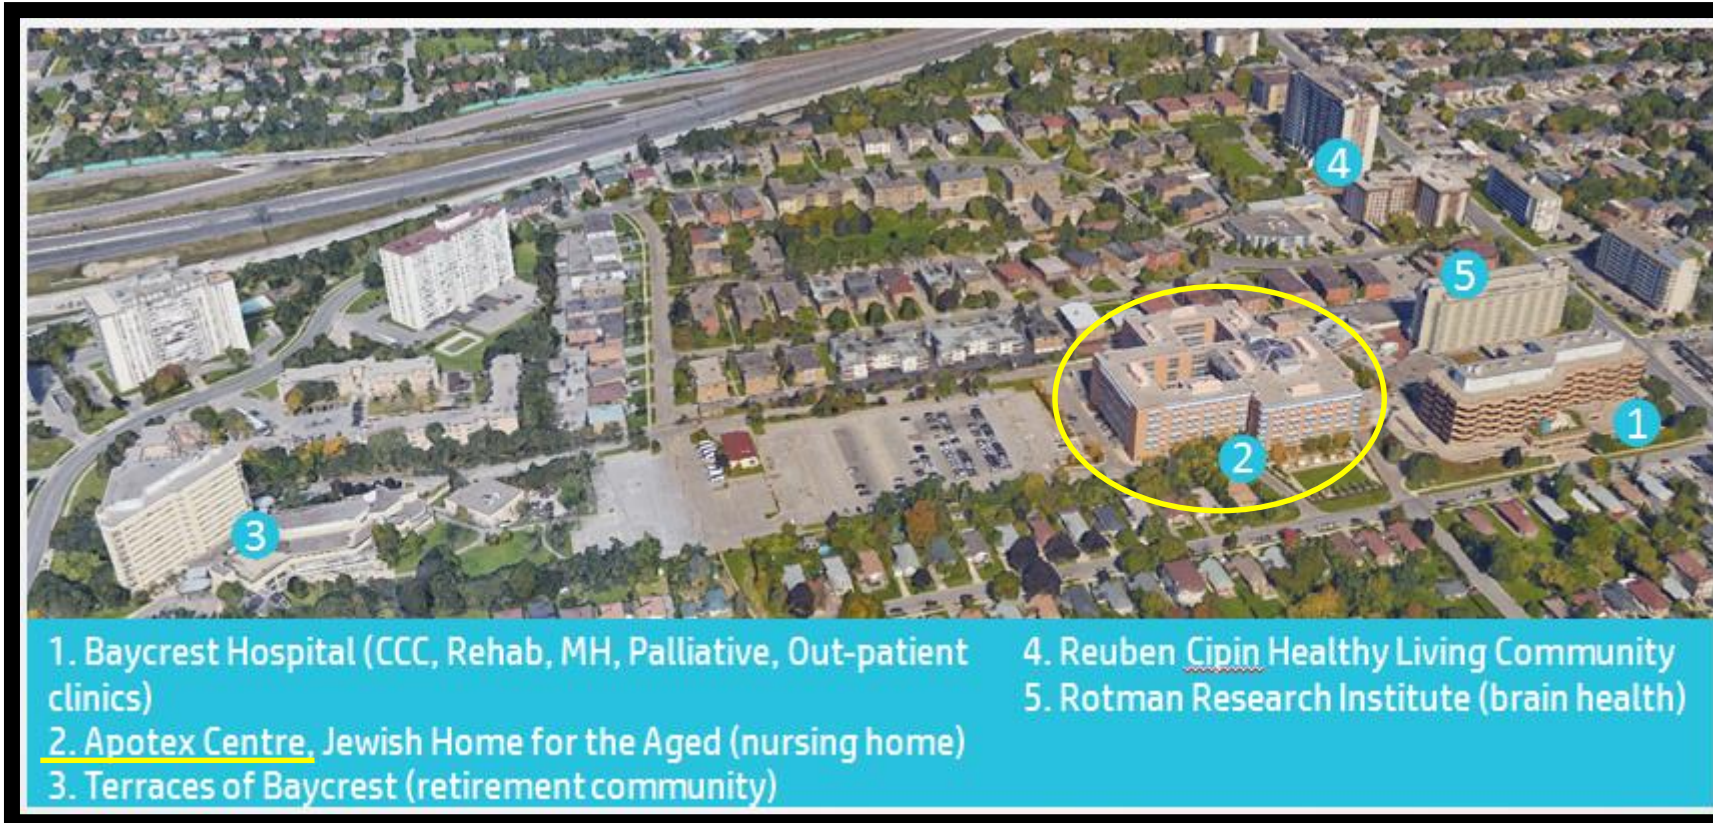 4
5
1
2
3
1. Baycrest Hospital (CCC, Rehab, MH, Palliative, Out-patient
clinics)
2. Apotex Centre, Jewish Home for the Aged (nursing home)
3. Terraces of Baycrest (retirement community)
4. Reuben Cipin Healthy Living Community
5. Rotman Research Institute (brain health)